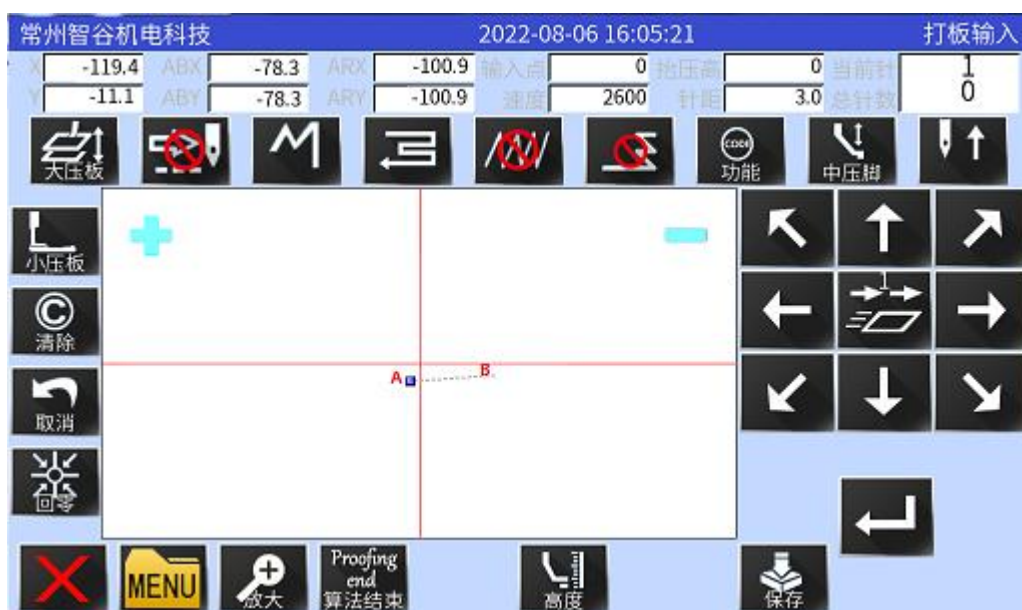 常州智谷机电科技 2022-08-06 16:05:21 打板输入
X -119.4 ABX -78.3 ARX -100.9 输入点 0 抬压高 0 当前针 1
Y -11.1 ABY -78.3 ARY -100.9 速度 2600 针距 3.0 总针数 0
大压板 CODE 功能 中压脚
小压板
清除
取消
回零
A B
1
MENU 放大 Proofing end 算法结束 高度 保存